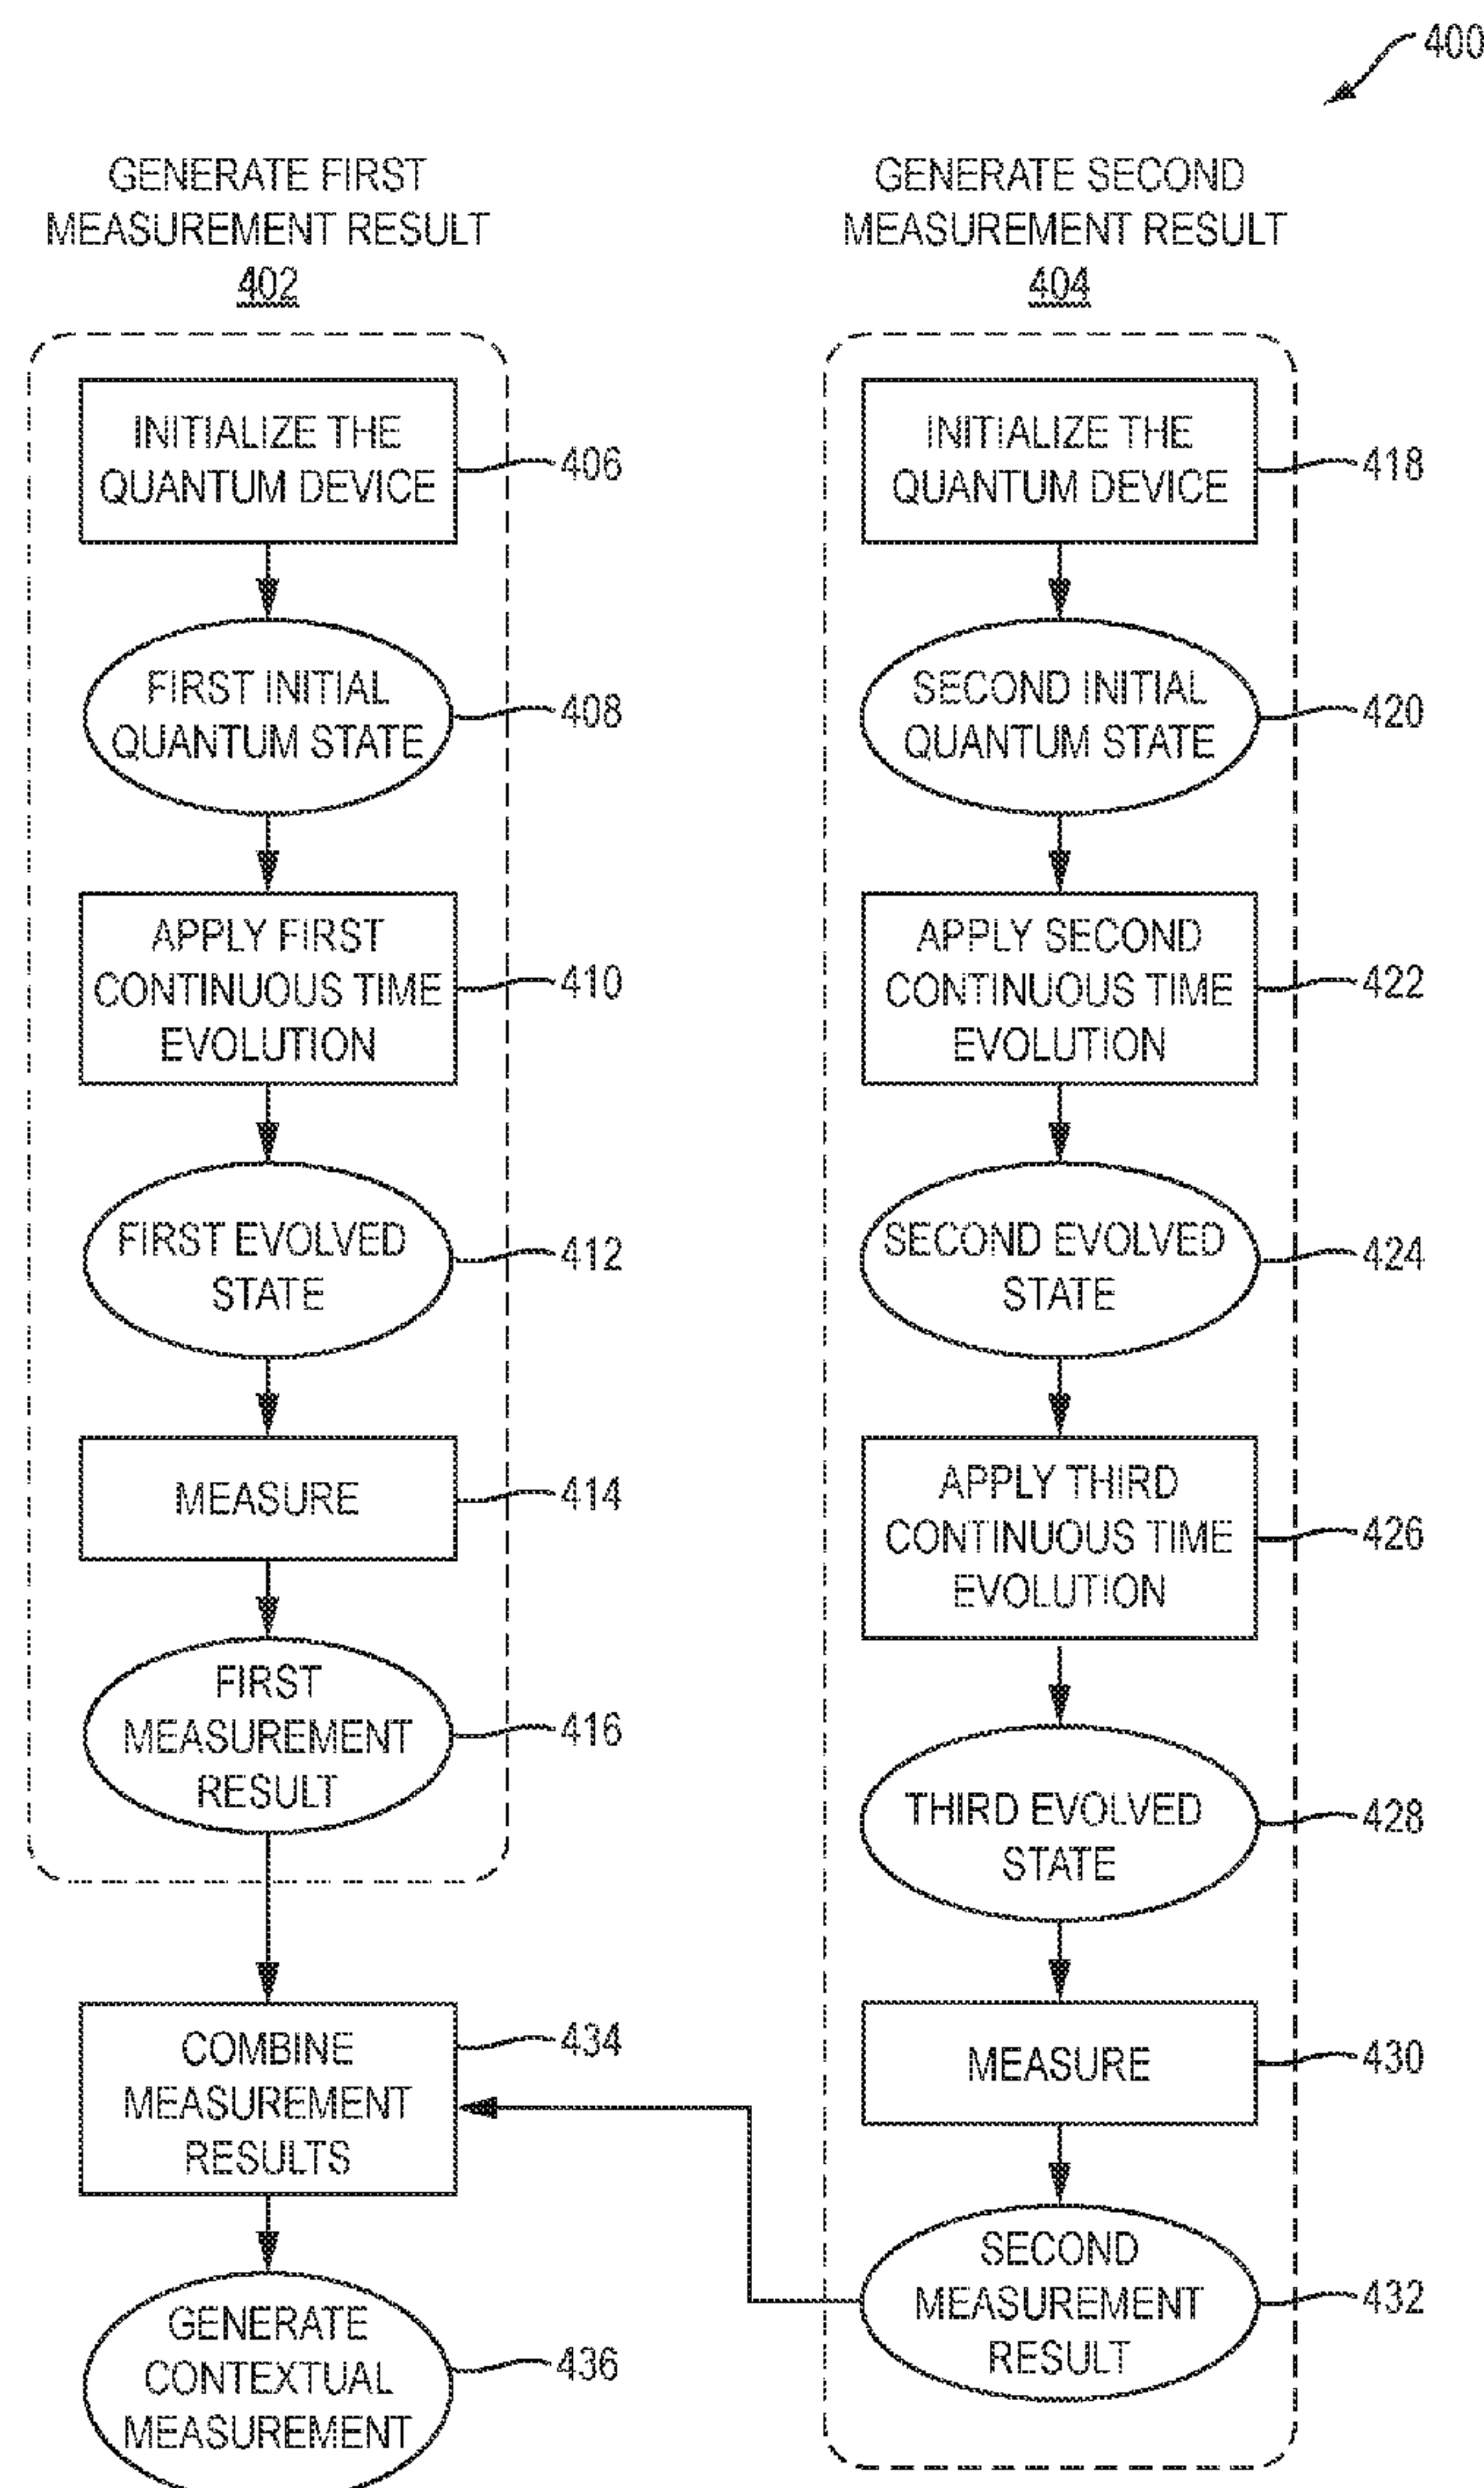 400
GENERATE FIRST
MEASUREMENT RESULT
402
INITIALIZE THE
QUANTUM DEVICE
406
FIRST INITIAL
QUANTUM STATE
408
APPLY FIRST
CONTINUOUS TIME
EVOLUTION
410
FIRST EVOLVED
STATE
412
MEASURE
414
FIRST
MEASUREMENT
RESULT
416
COMBINE
MEASUREMENT
RESULTS
434
GENERATE
CONTEXTUAL
MEASUREMENT
436
GENERATE SECOND
MEASUREMENT RESULT
404
INITIALIZE THE
QUANTUM DEVICE
418
SECOND INITIAL
QUANTUM STATE
420
APPLY SECOND
CONTINUOUS TIME
EVOLUTION
422
SECOND EVOLVED
STATE
424
APPLY THIRD
CONTINUOUS TIME
EVOLUTION
426
THIRD EVOLVED
STATE
428
MEASURE
430
SECOND
MEASUREMENT
RESULT
432